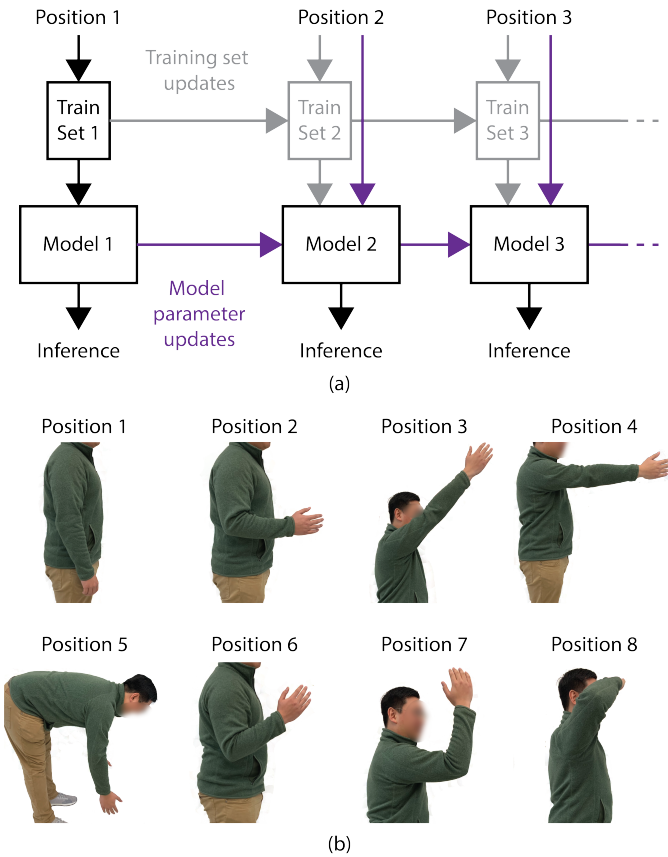 Position 1
Position 2
Position 3
Training set
updates
Train
Set 1
Train
Set 2
Train
Set 3
Model 1
Model 2
Model 3
Model
parameter
updates
Inference
Inference
Inference
(a)
Position 1
Position 2
Position 3
Position 4
Position 5
Position 6
Position 7
Position 8
(b)